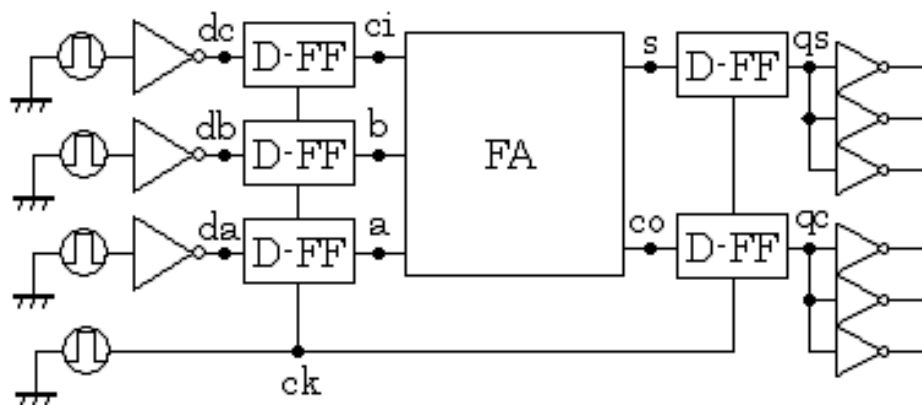 dc ci s qs
D-FF D-FF
db b
D-FF FA
da a co qc
D-FF D-FF
ck